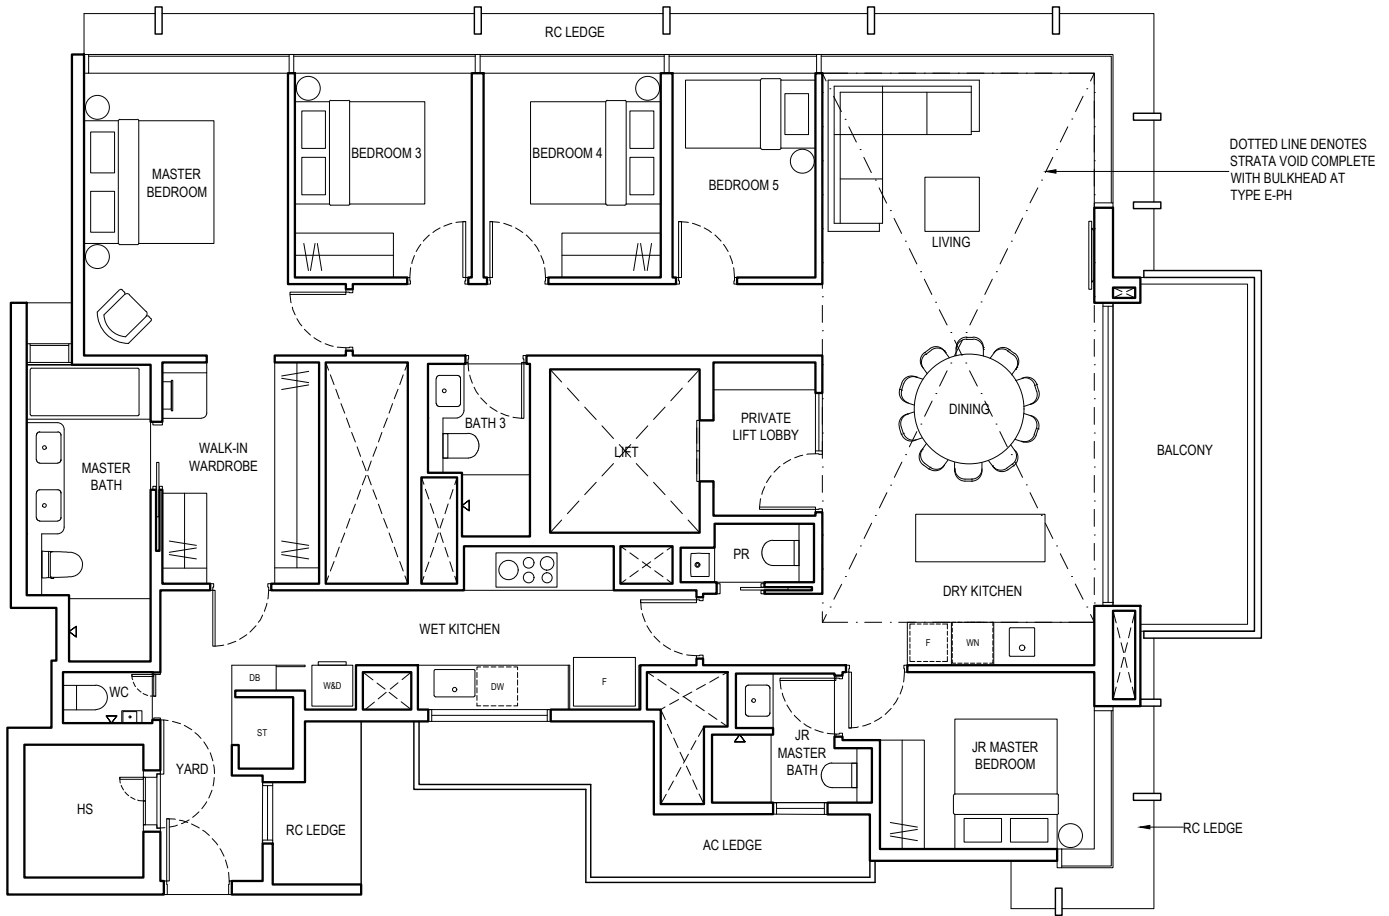 RC LEDGE
DOTTED LINE DENOTES
STRATA VOID COMPLETE
WITH BULKHEAD AT
TYPE E-PH
MASTER
BEDROOM
BEDROOM 3
BEDROOM 4
BEDROOM 5
LIVING
WALK-IN
WARDROBE
MASTER
BATH
BATH 3
LIFT
PRIVATE
LIFT LOBBY
DINING
BALCONY
PR
DRY KITCHEN
WET KITCHEN
F
WN
DB
W&D
DW
F
WC
ST
YARD
HS
RC LEDGE
JR
MASTER
BATH
JR MASTER
BEDROOM
AC LEDGE
RC LEDGE